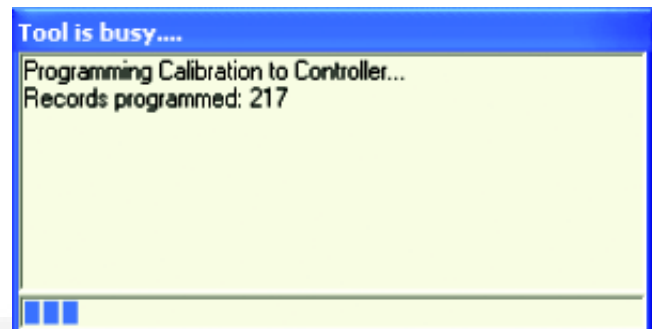 Tool is busy....
Programming Calibration to Controller...
Records programmed: 217